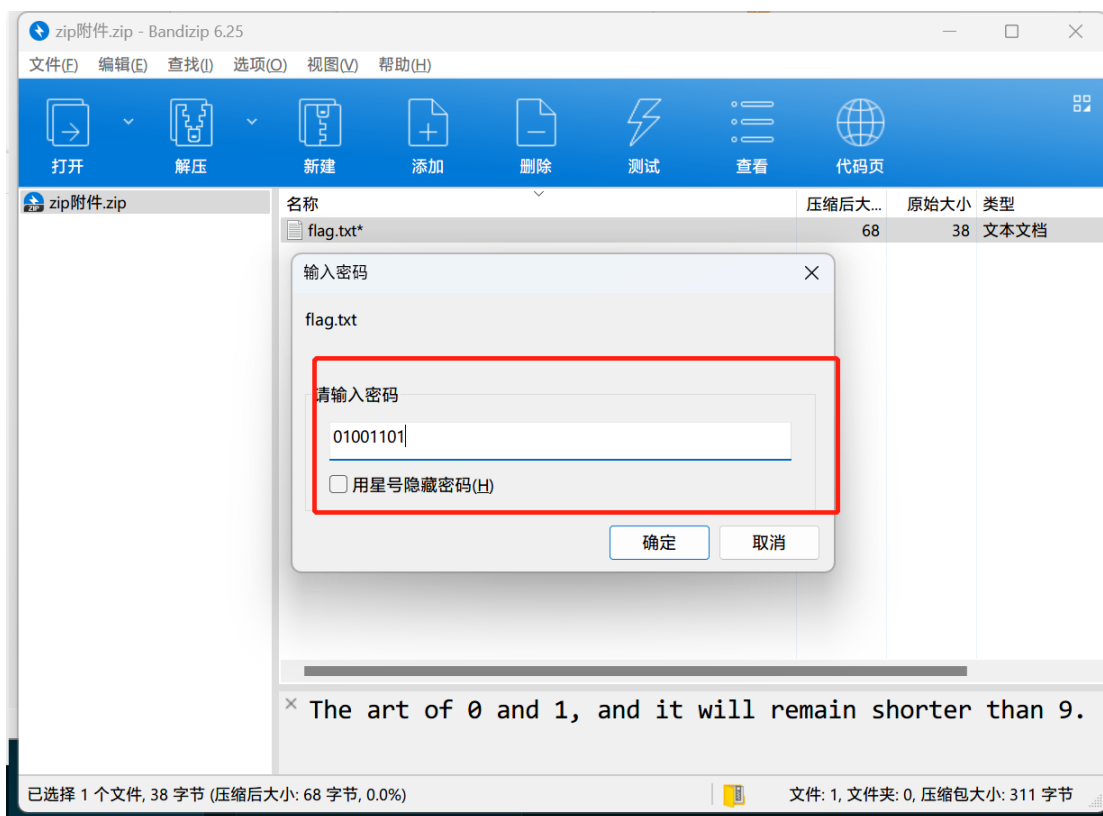 zip附件.zip - Bandizip 6.25
文件(F) 编辑(E) 查找(I) 选项(O) 视图(V) 帮助(H)
打开 解压 新建 添加 删除 测试 查看 代码页
zip附件.zip
名称 压缩后大... 原始大小 类型
flag.txt* 68 38 文本文档
输入密码
flag.txt
请输入密码
01001101
用星号隐藏密码(H)
确定 取消
The art of 0 and 1, and it will remain shorter than 9.
已选择 1 个文件, 38 字节 (压缩后大小: 68 字节, 0.0%) 文件: 1, 文件夹: 0, 压缩包大小: 311 字节